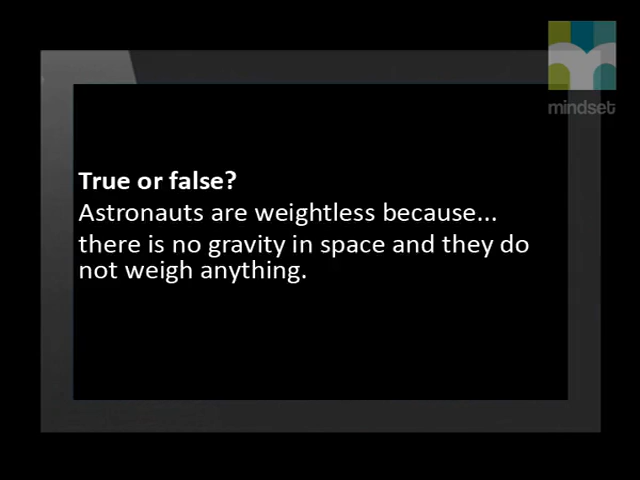 mindset
True or false?
Astronauts are weightless because...
there is no gravity in space and they do
not weigh anything.